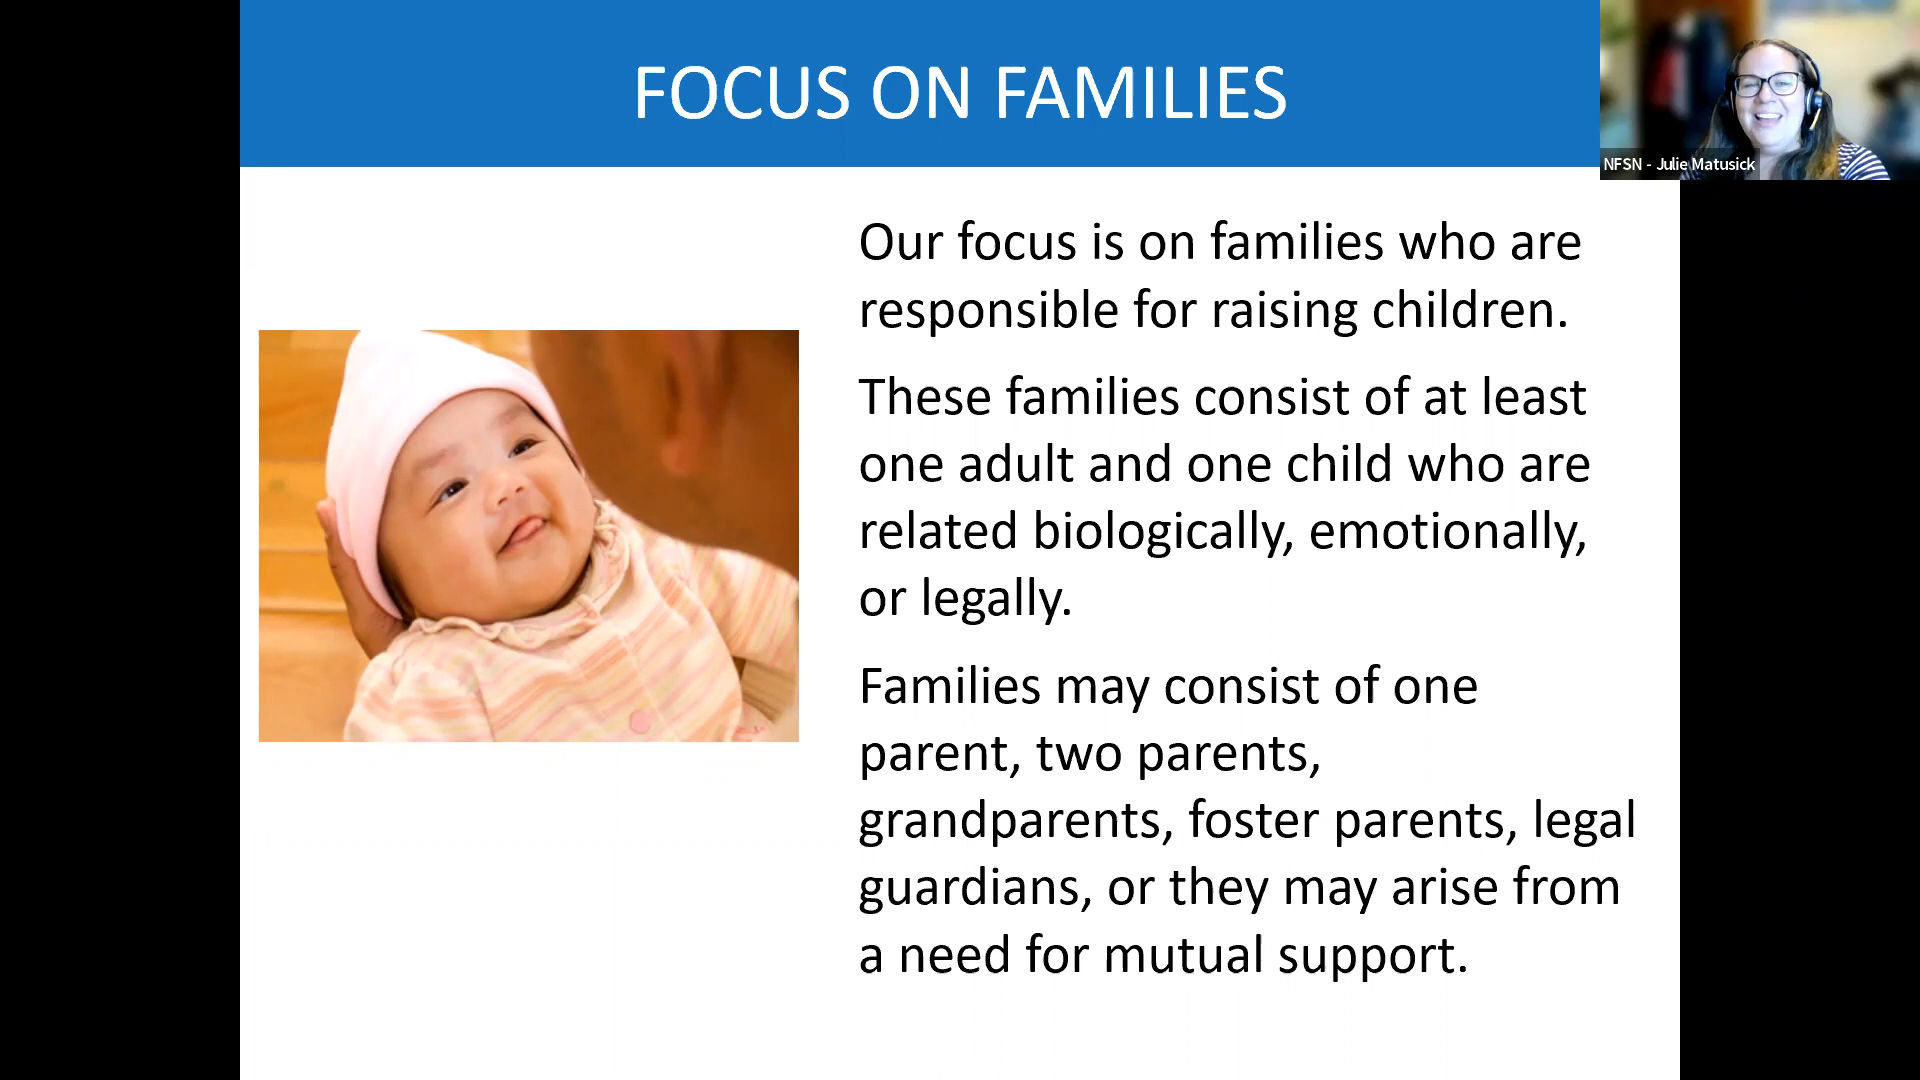 FOCUS ON FAMILIES
NFSN - Julie Matusick
Our focus is on families who are
responsible for raising children.
These families consist of at least
one adult and one child who are
related biologically, emotionally,
or legally.
Families may consist of one
parent, two parents,
grandparents, foster parents, legal
guardians, or they may arise from
a need for mutual support.